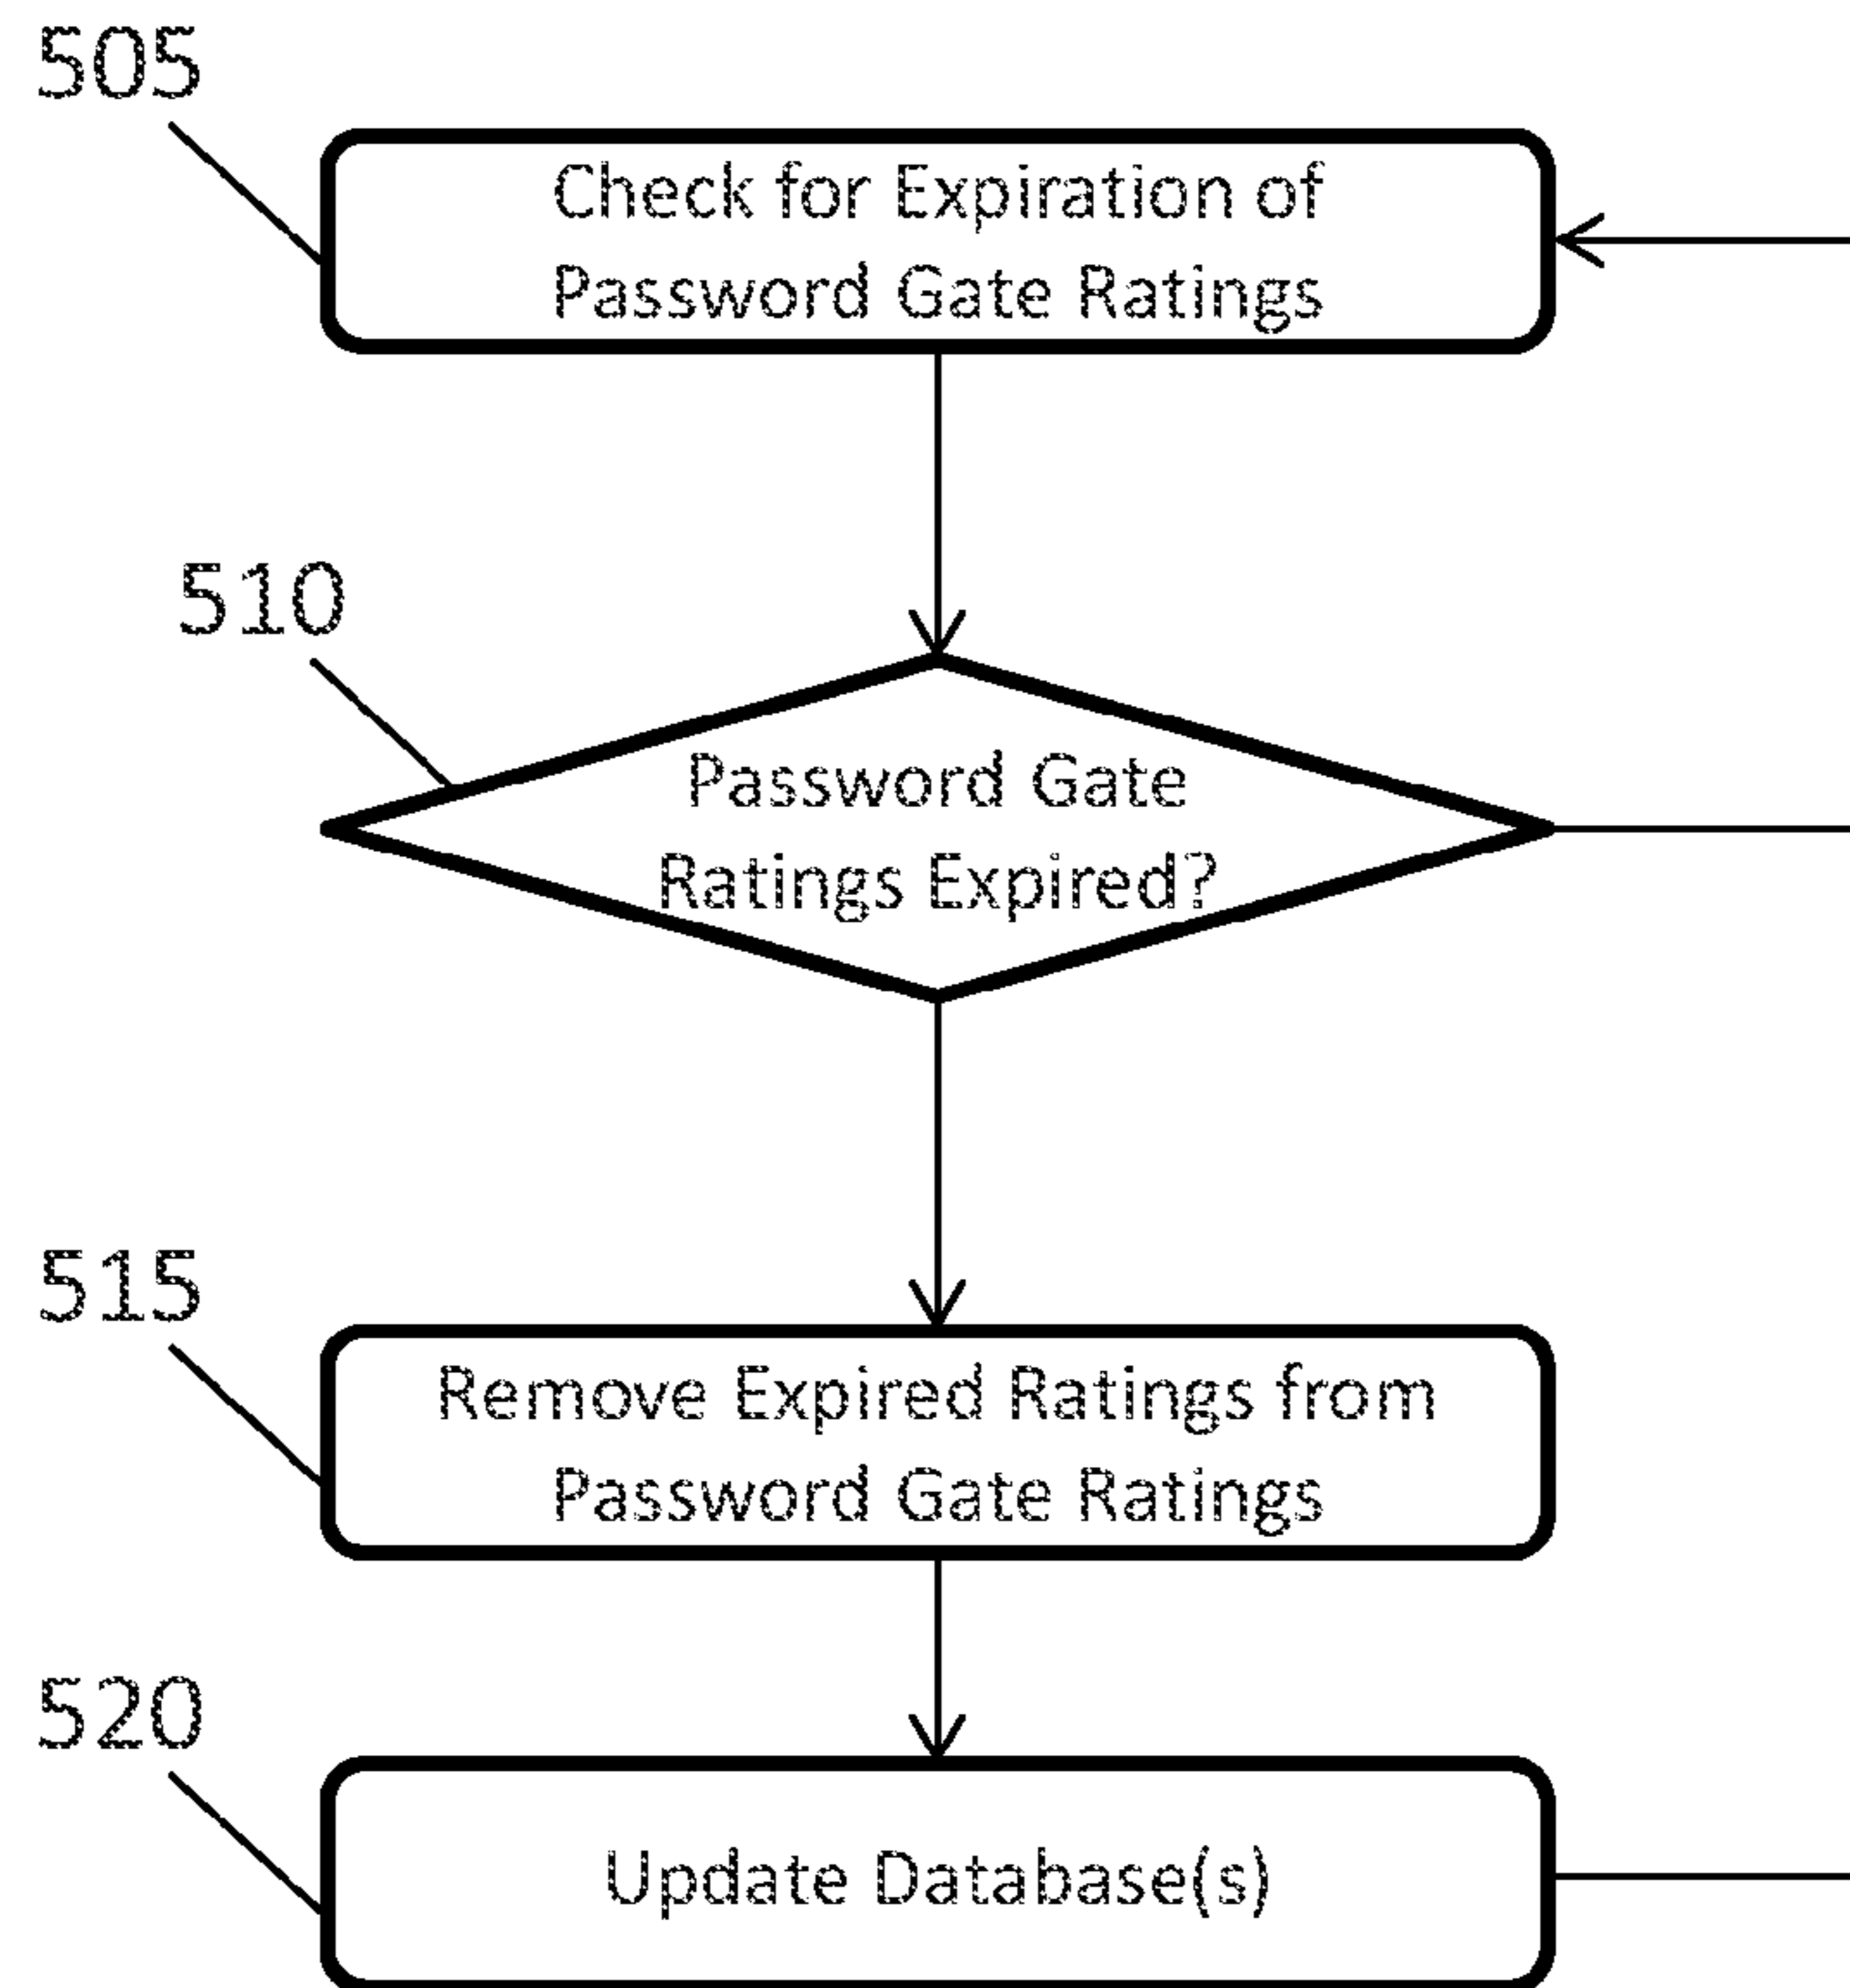 505
Check for Expiration of
Password Gate Ratings
510
Password Gate
Ratings Expired?
515
Remove Expired Ratings from
Password Gate Ratings
520
Update Database(s)